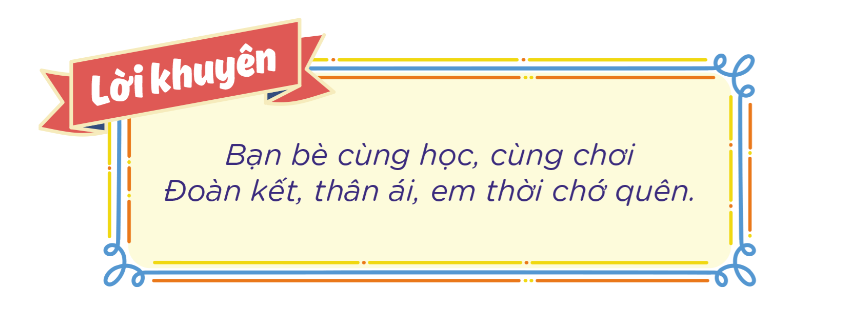 Lời khuyên
Bạn bè cùng học, cùng chơi
Đoàn kết, thân ái, em thời chớ quên.